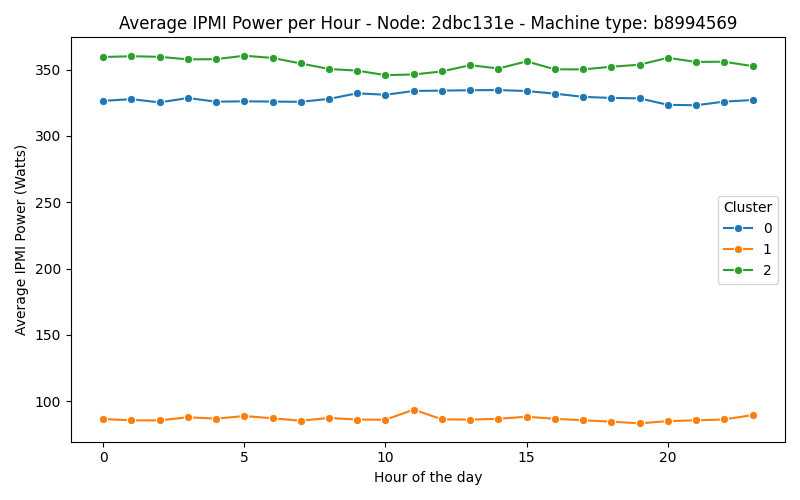 Average IPMI Power per Hour - Node: 2dbc131e - Machine type: b8994569
Average IPMI Power (Watts)
350
300
250
200
150
100
0 5 10 15 20
Hour of the day
Cluster
0
1
2